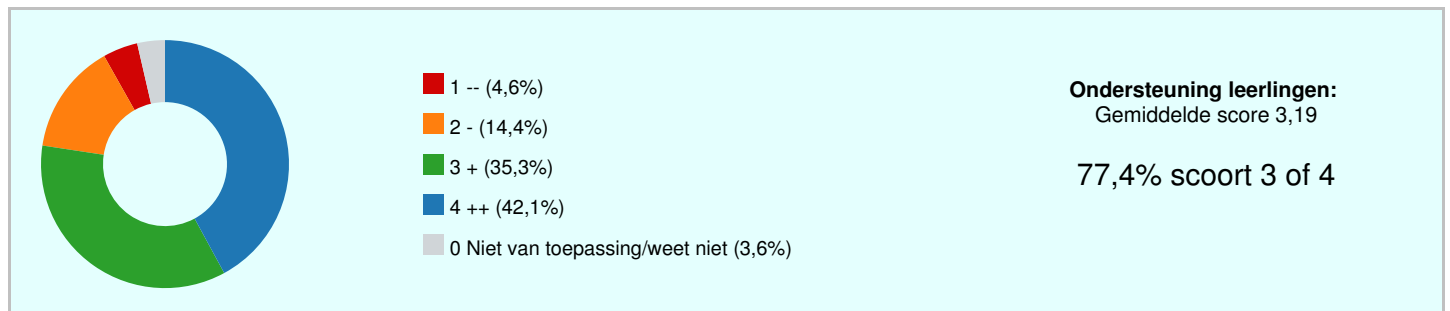 1 -- (4,6%)
2 - (14,4%)
3 + (35,3%)
4 ++ (42,1%)
0 Niet van toepassing/weet niet (3,6%)
Ondersteuning leerlingen:
Gemiddelde score 3,19
77,4% scoort 3 of 4